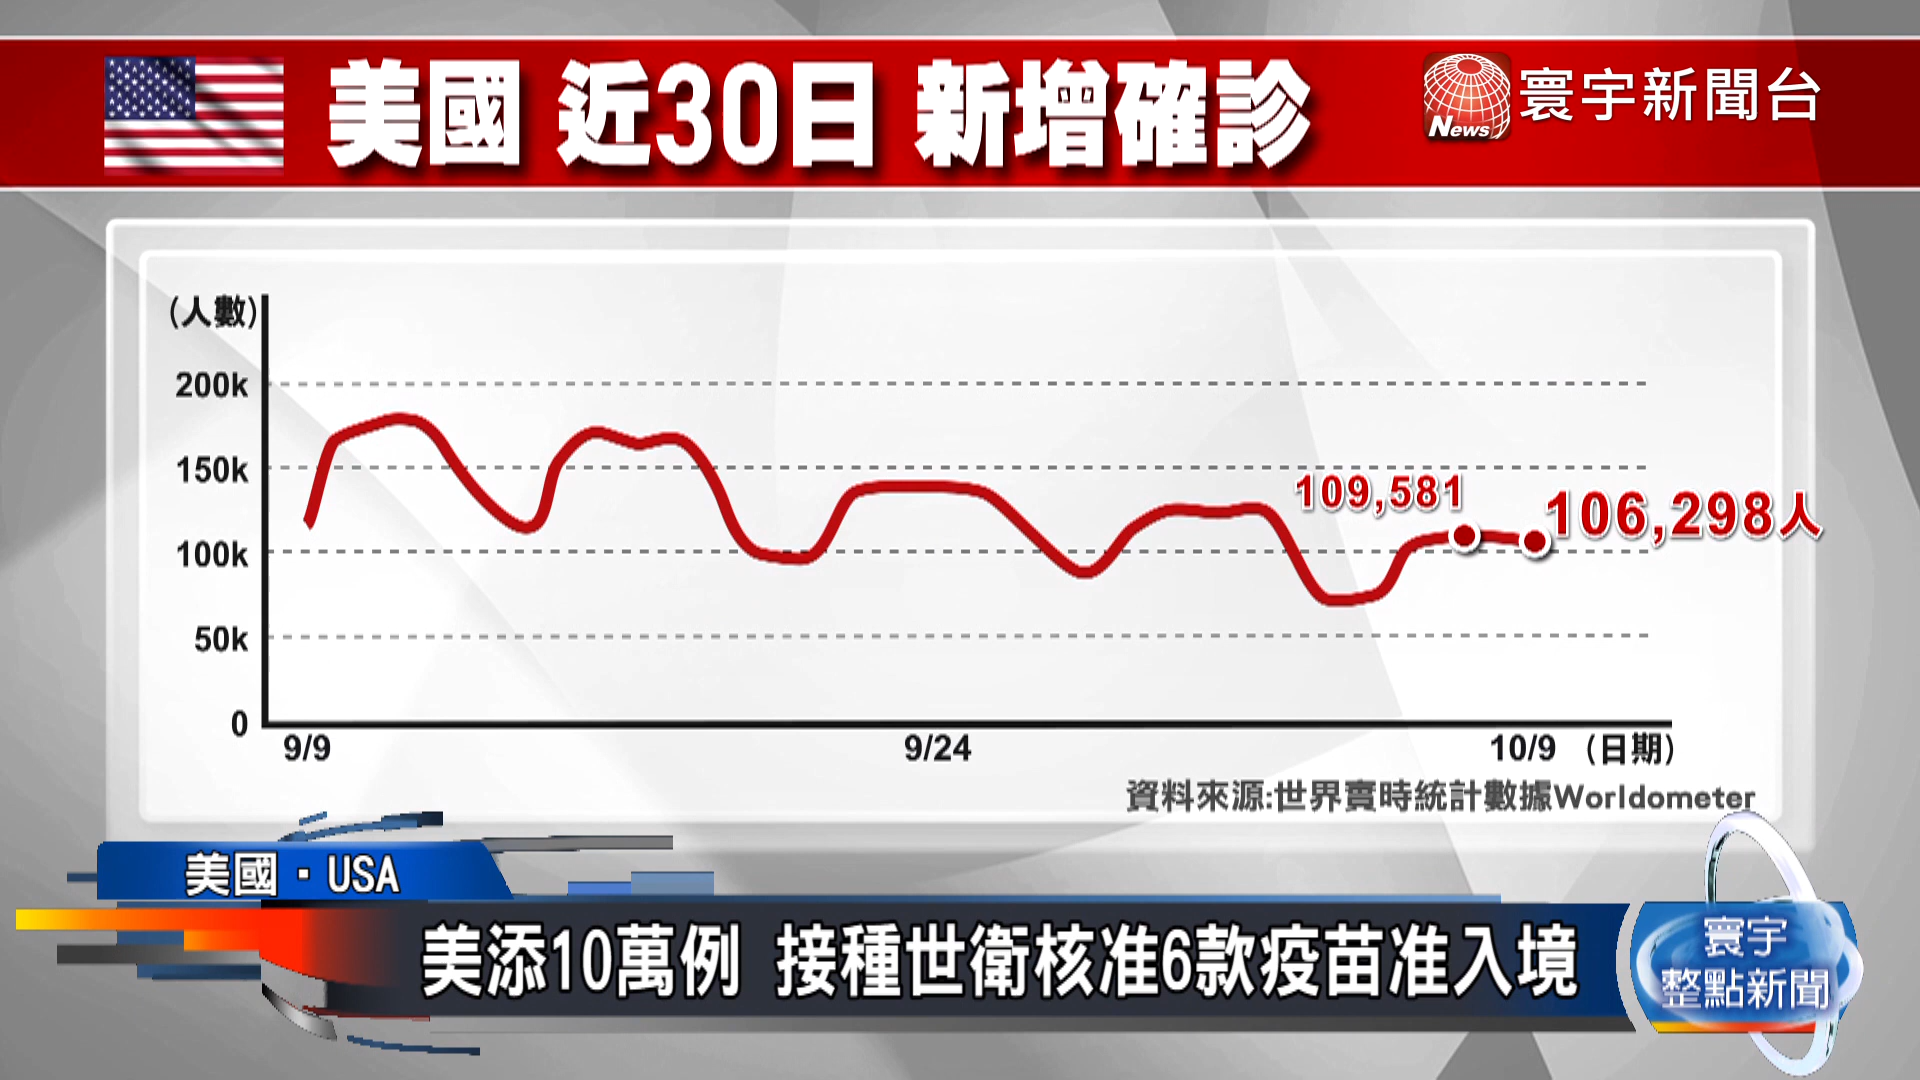 美國 近30日 新增確診
News 寰宇新聞台
(人數)
200k
150k
109,581
106,298人
100k
50k
0
9/9
9/24
10/9 (日期)
資料來源:世界實時統計數據Worldometer
美國・USA
美添10萬例 接種世衛核准6款疫苗准入境
寰宇
整點新聞